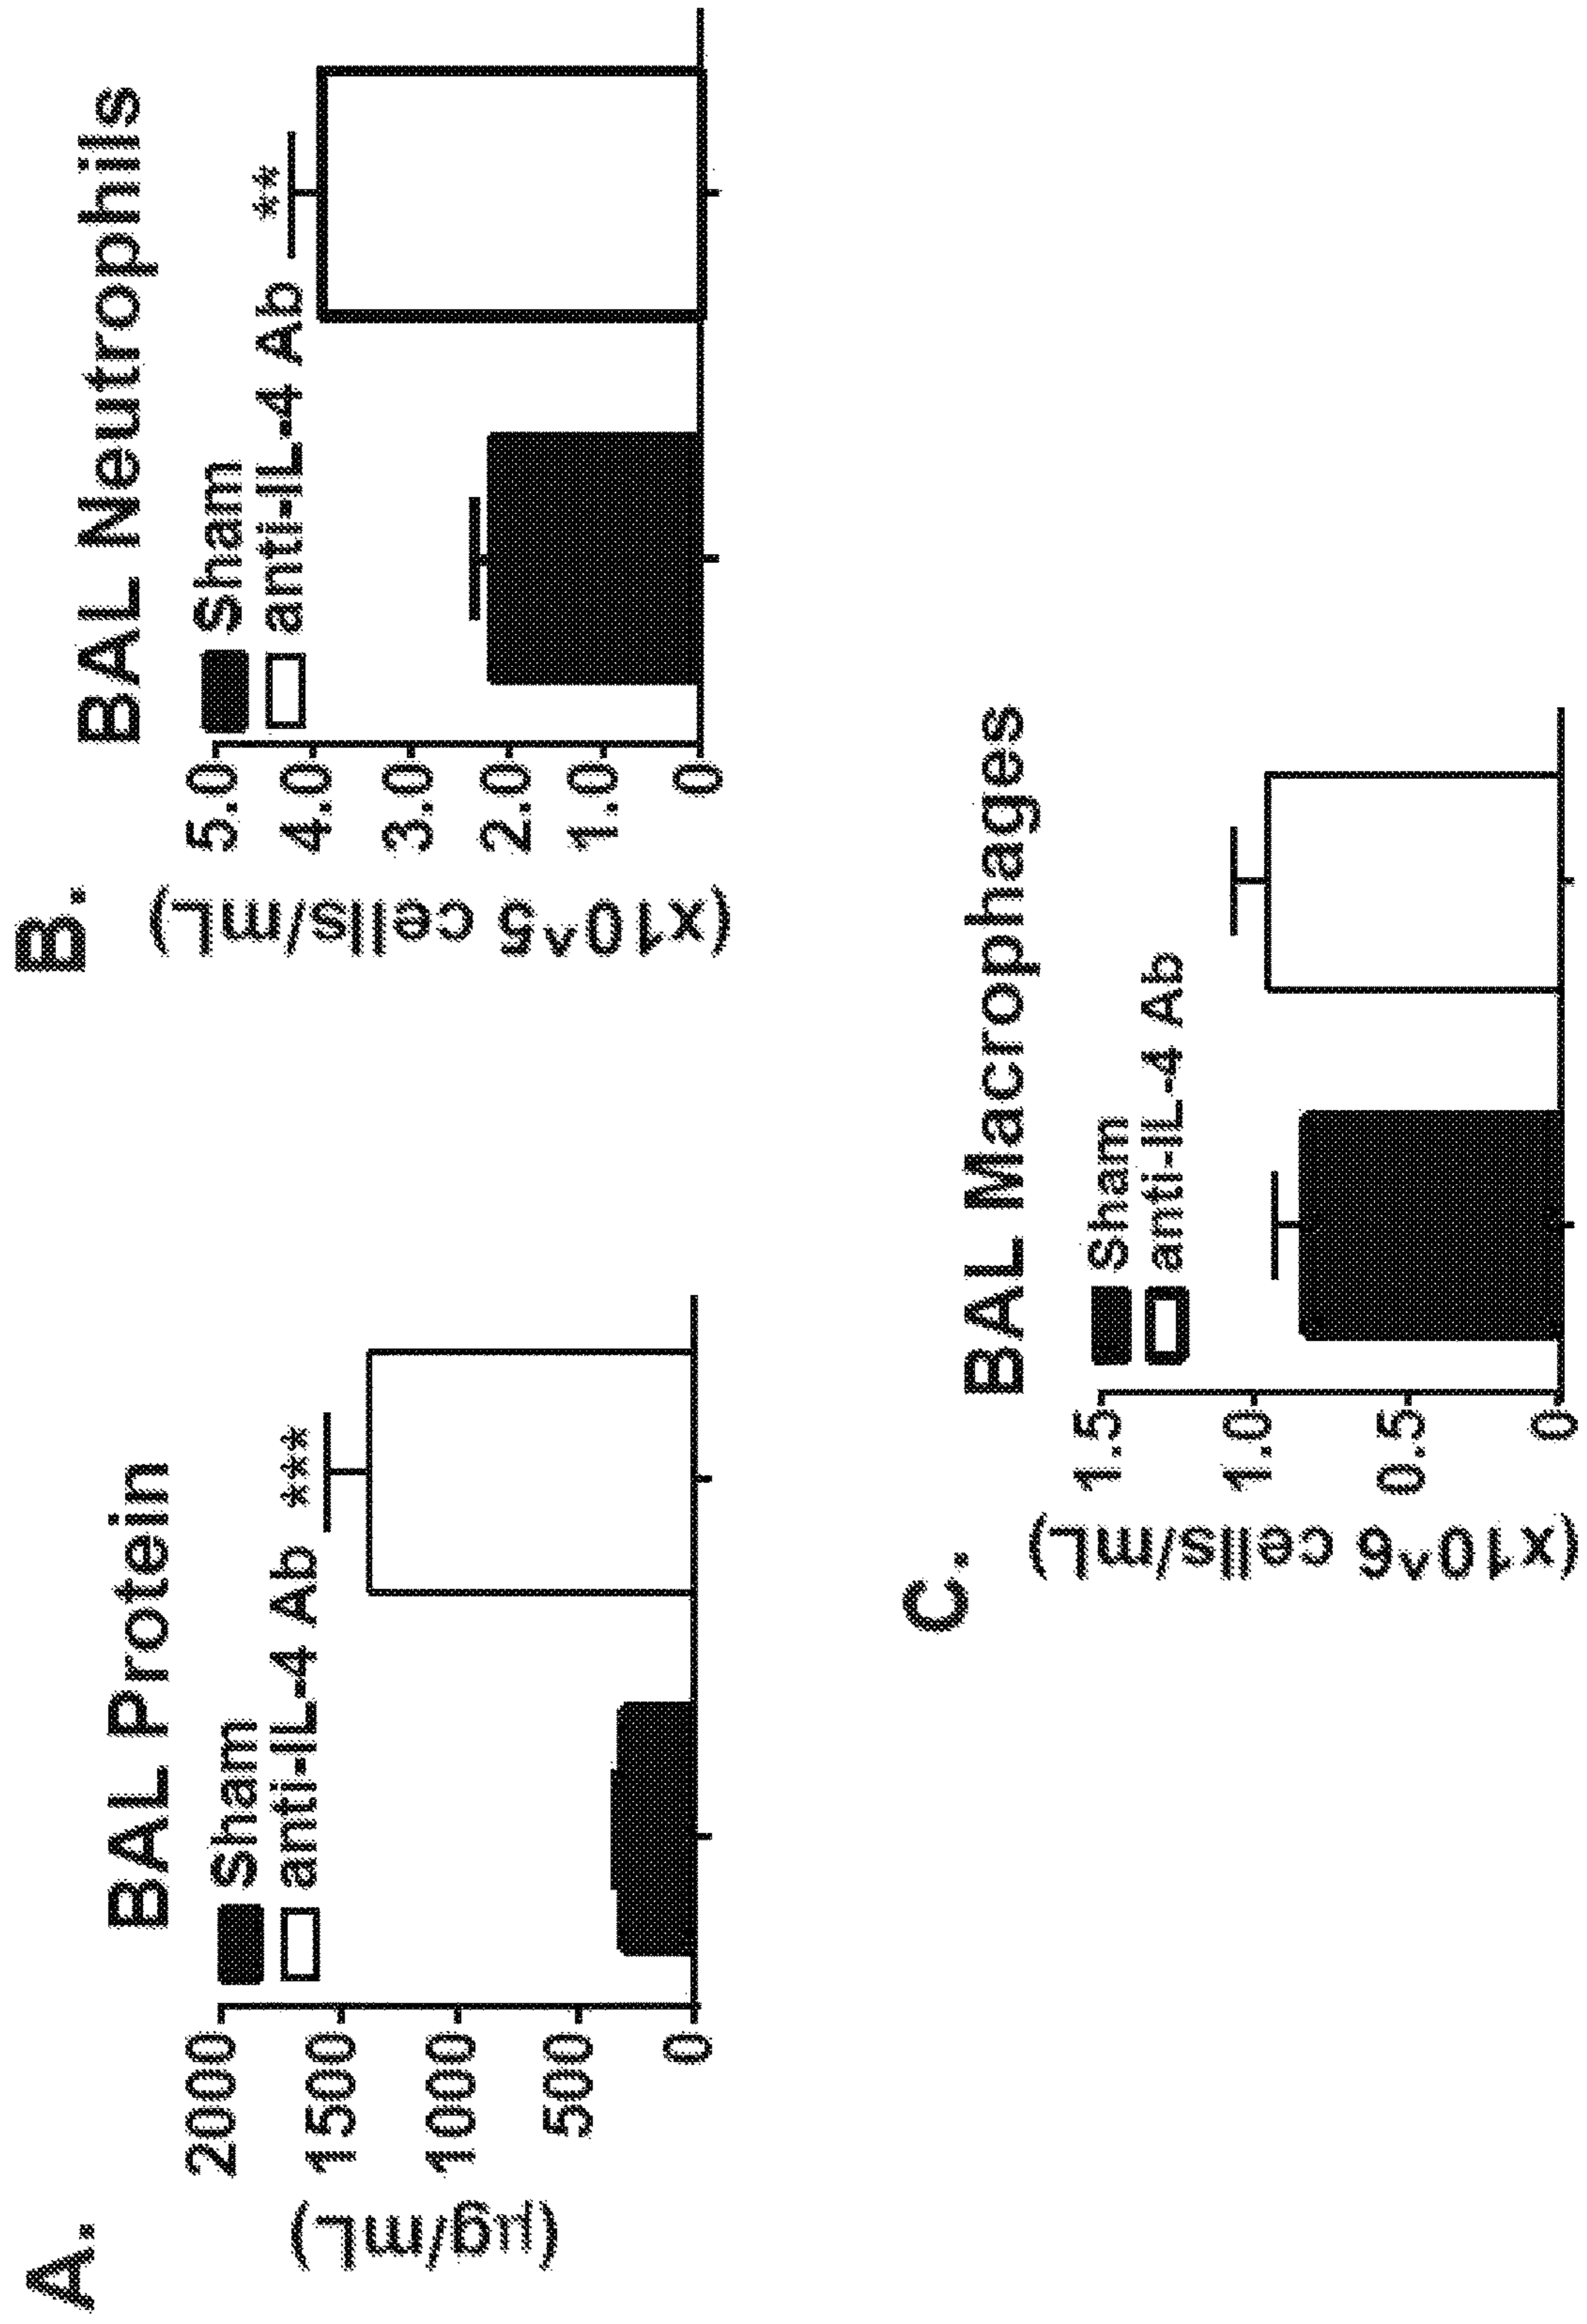 A.
BAL Protein
Sham
anti-IL-4 Ab
***
2000
1500
1000
500
0
(µg/mL)
B.
BAL Neutrophils
Sham
anti-IL-4 Ab
**
5.0
4.0
3.0
2.0
1.0
0
(x10^5 cells/mL)
C.
BAL Macrophages
Sham
anti-IL-4 Ab
1.5
1.0
0.5
0
(x10^6 cells/mL)